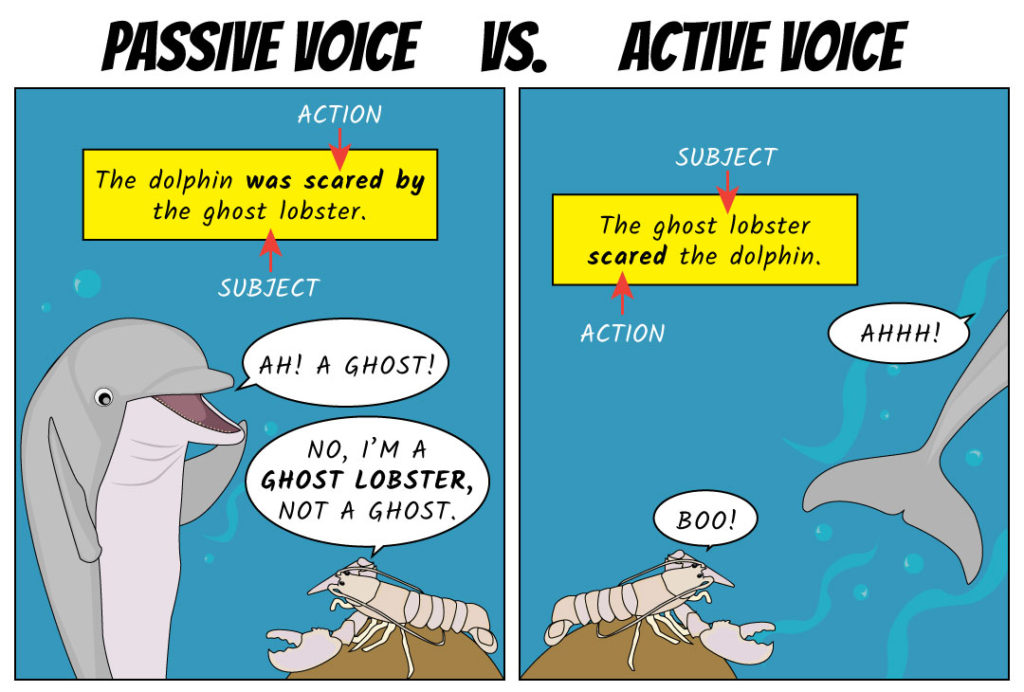 PASSIVE VOICE VS. ACTIVE VOICE
ACTION
The dolphin was scared by
the ghost lobster.
SUBJECT
AH! A GHOST!
NO, I'M A
GHOST LOBSTER,
NOT A GHOST.
SUBJECT
The ghost lobster
scared the dolphin.
ACTION
AHHH!
BOO!